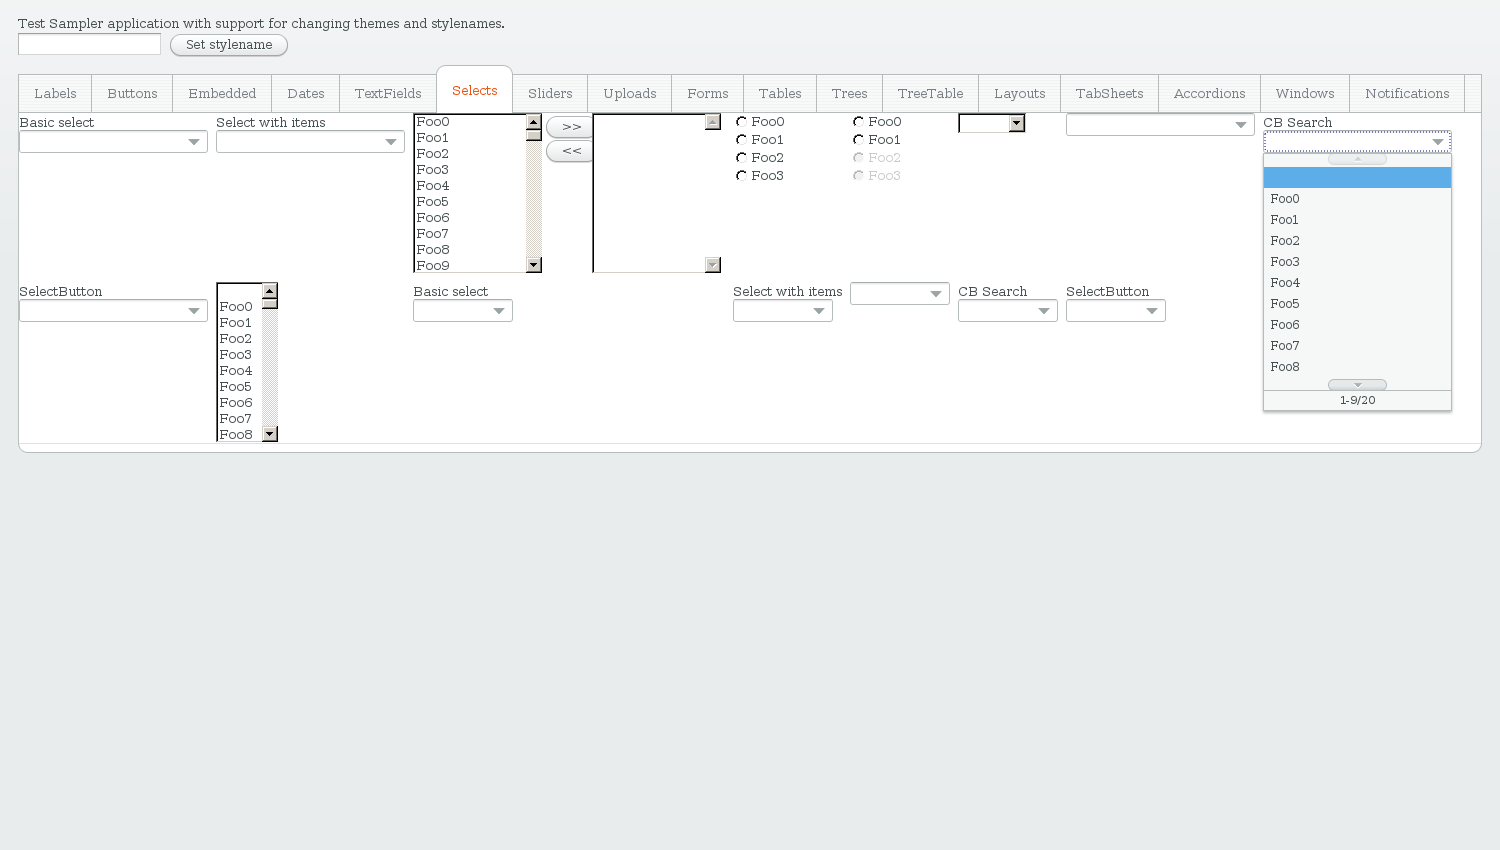 Test Sampler application with support for changing themes and stylenames.
Set stylename
Labels Buttons Embedded Dates TextFields Selects Sliders Uploads Forms Tables Trees TreeTable Layouts TabSheets Accordions Windows Notifications
Basic select
Select with items
Foo0
Foo1
Foo2
Foo3
Foo4
Foo5
Foo6
Foo7
Foo8
Foo9
>>
<<
Foo0
Foo1
Foo2
Foo3
Foo0
Foo1
Foo2
Foo3
CB Search
Foo0
Foo1
Foo2
Foo3
Foo4
Foo5
Foo6
Foo7
Foo8
1-9/20
SelectButton
Foo0
Foo1
Foo2
Foo3
Foo4
Foo5
Foo6
Foo7
Foo8
Basic select
Select with items
CB Search
SelectButton